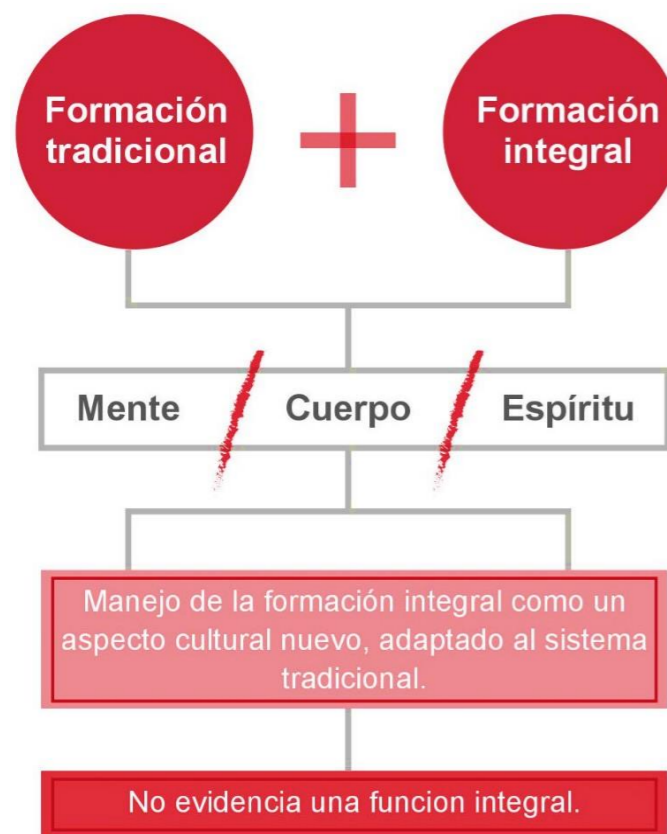 Formación
tradicional
Formación
integral
Mente
Cuerpo
Espíritu
Manejo de la formación integral como un
aspecto cultural nuevo, adaptado al sistema
tradicional.
No evidencia una funcion integral.